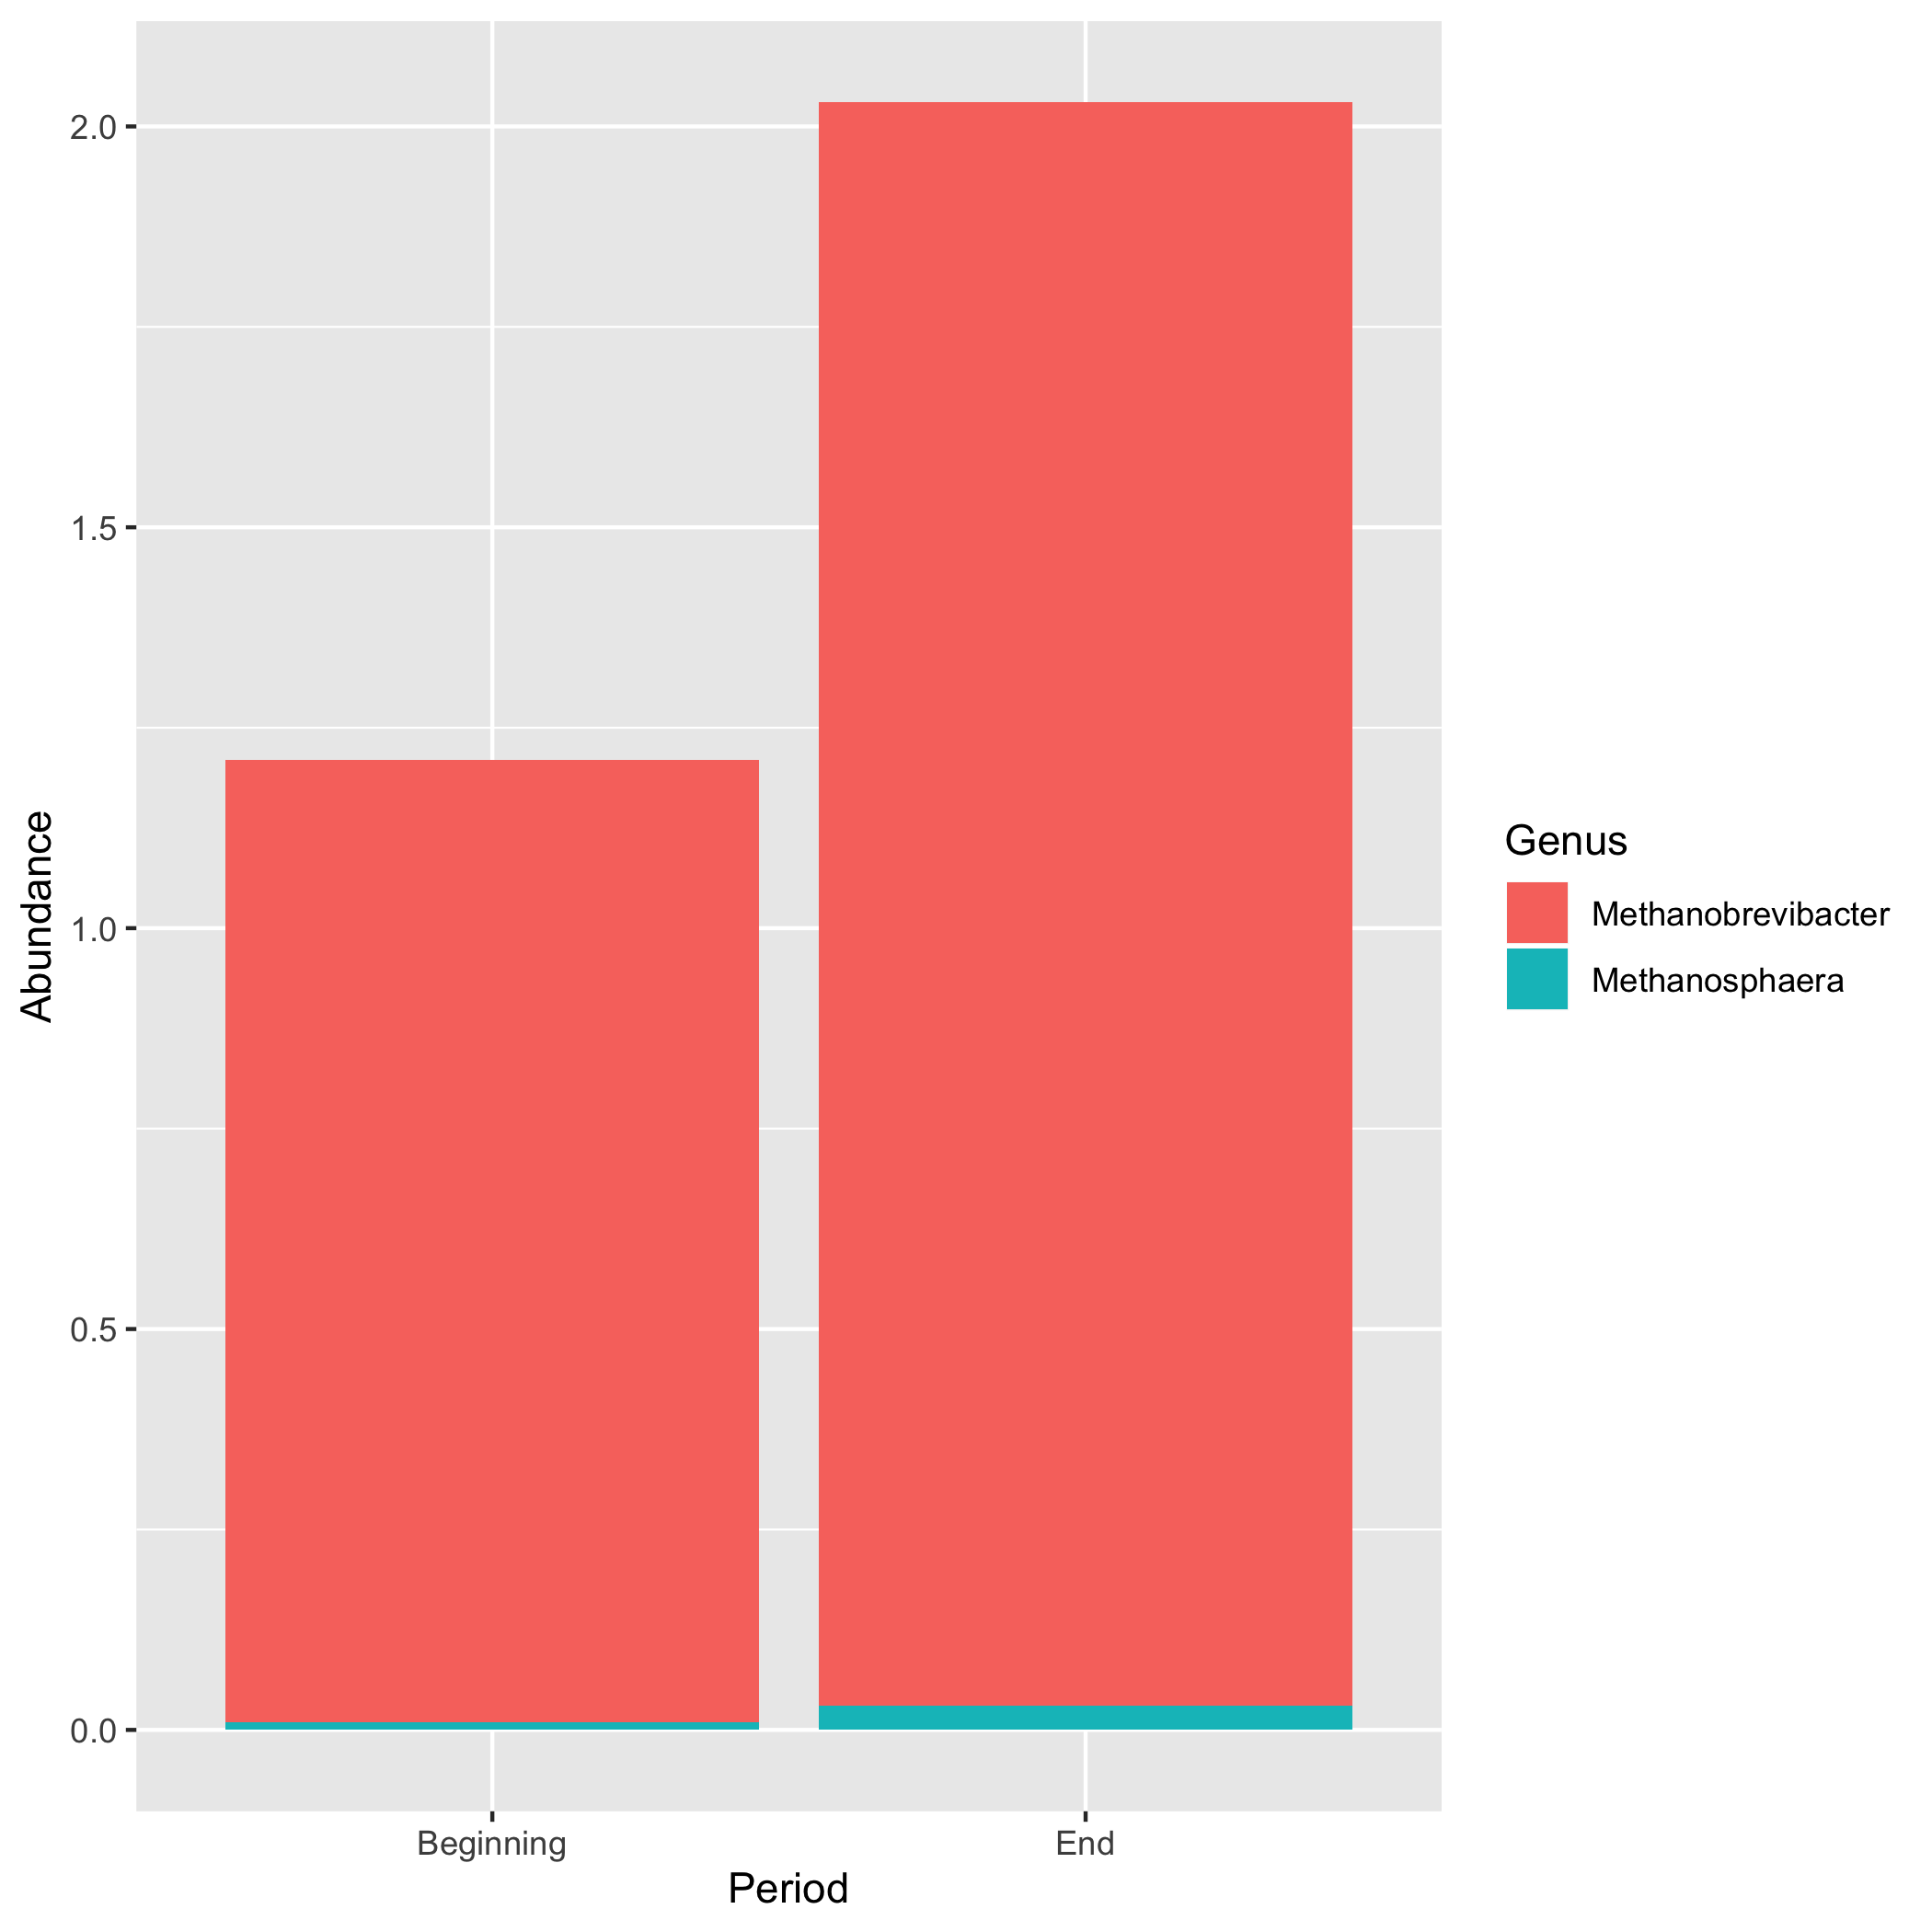 Abundance
2.0
1.5
1.0
0.5
0.0
Beginning
End
Period
Genus
Methanobrevibacter
Methanosphaera